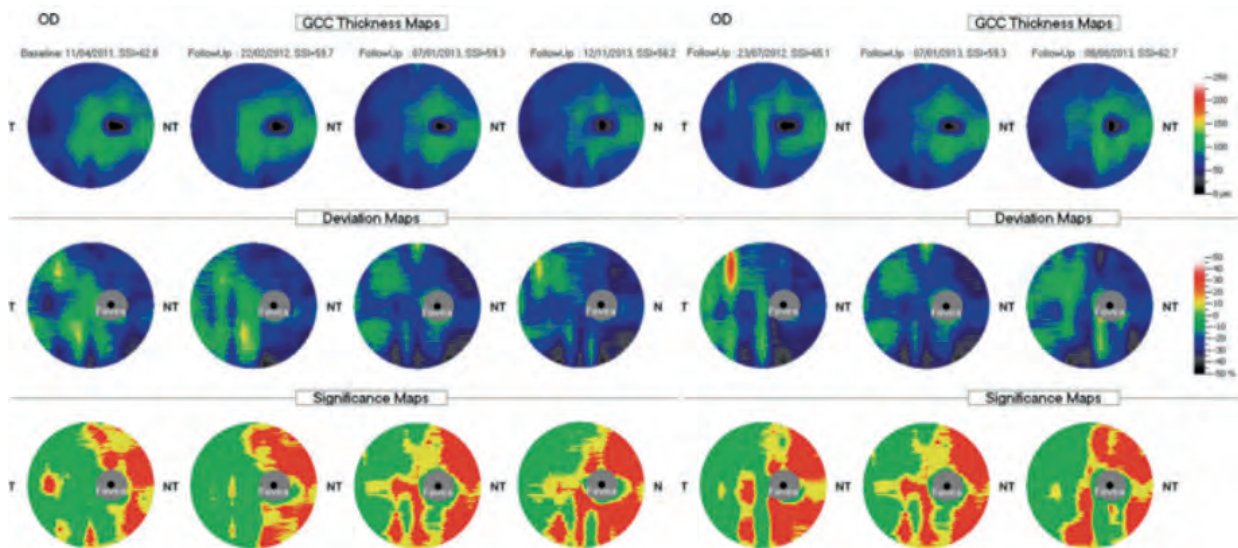 OD
GCC Thickness Maps
OD
GCC Thickness Maps
Baseline: 11/04/2011, SSI=62.8
FollowUp : 22/02/2012, SSI=59.7
FollowUp : 07/01/2013, SSI=59.3
FollowUp : 12/11/2013, SSI=56.2
FollowUp : 23/07/2012, SSI=65.1
FollowUp : 07/01/2013, SSI=59.3
FollowUp : 08/08/2013, SSI=62.7
T
NT
NT
NT
N
T
NT
NT
NT
250
200
150
100
50
0 µm
Deviation Maps
Deviation Maps
T
NT
NT
NT
N
T
NT
NT
NT
Fovea
Fovea
Fovea
Fovea
Fovea
Fovea
Fovea
50
40
30
20
10
0
-10
-20
-30
-40
-50 %
Significance Maps
Significance Maps
T
NT
NT
NT
N
T
NT
NT
NT
Fovea
Fovea
Fovea
Fovea
Fovea
Fovea
Fovea